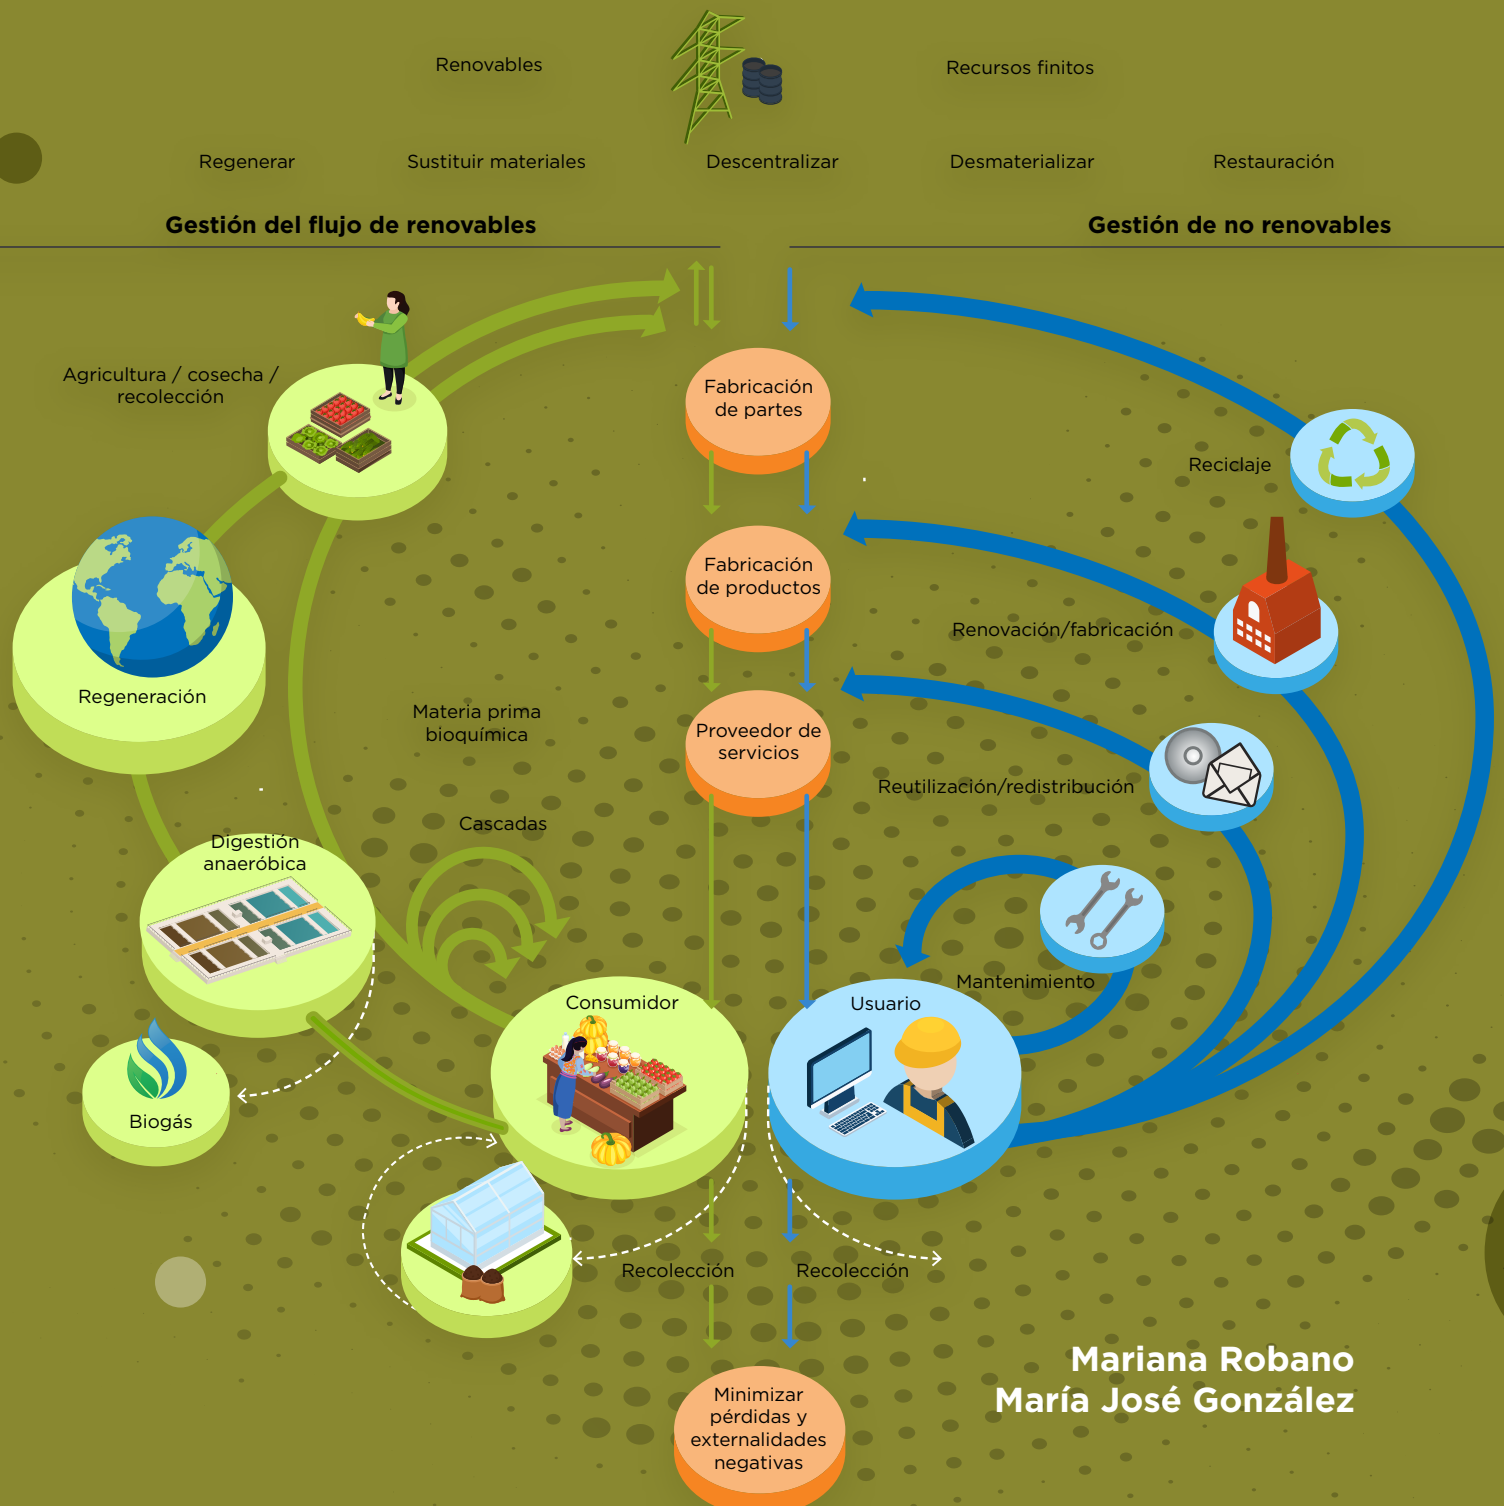 Renovables
Recursos finitos
Regenerar
Sustituir materiales
Descentralizar
Desmaterializar
Restauración
Gestión del flujo de renovables
Gestión de no renovables
Agricultura / cosecha /
recolección
Fabricación
de partes
Reciclaje
Fabricación
de productos
Renovación/fabricación
Regeneración
Materia prima
bioquímica
Proveedor de
servicios
Reutilización/redistribución
Cascadas
Digestión
anaeróbica
Mantenimiento
Consumidor
Usuario
Biogás
Recolección
Recolección
Mariana Robano
María José González
Minimizar
pérdidas y
externalidades
negativas